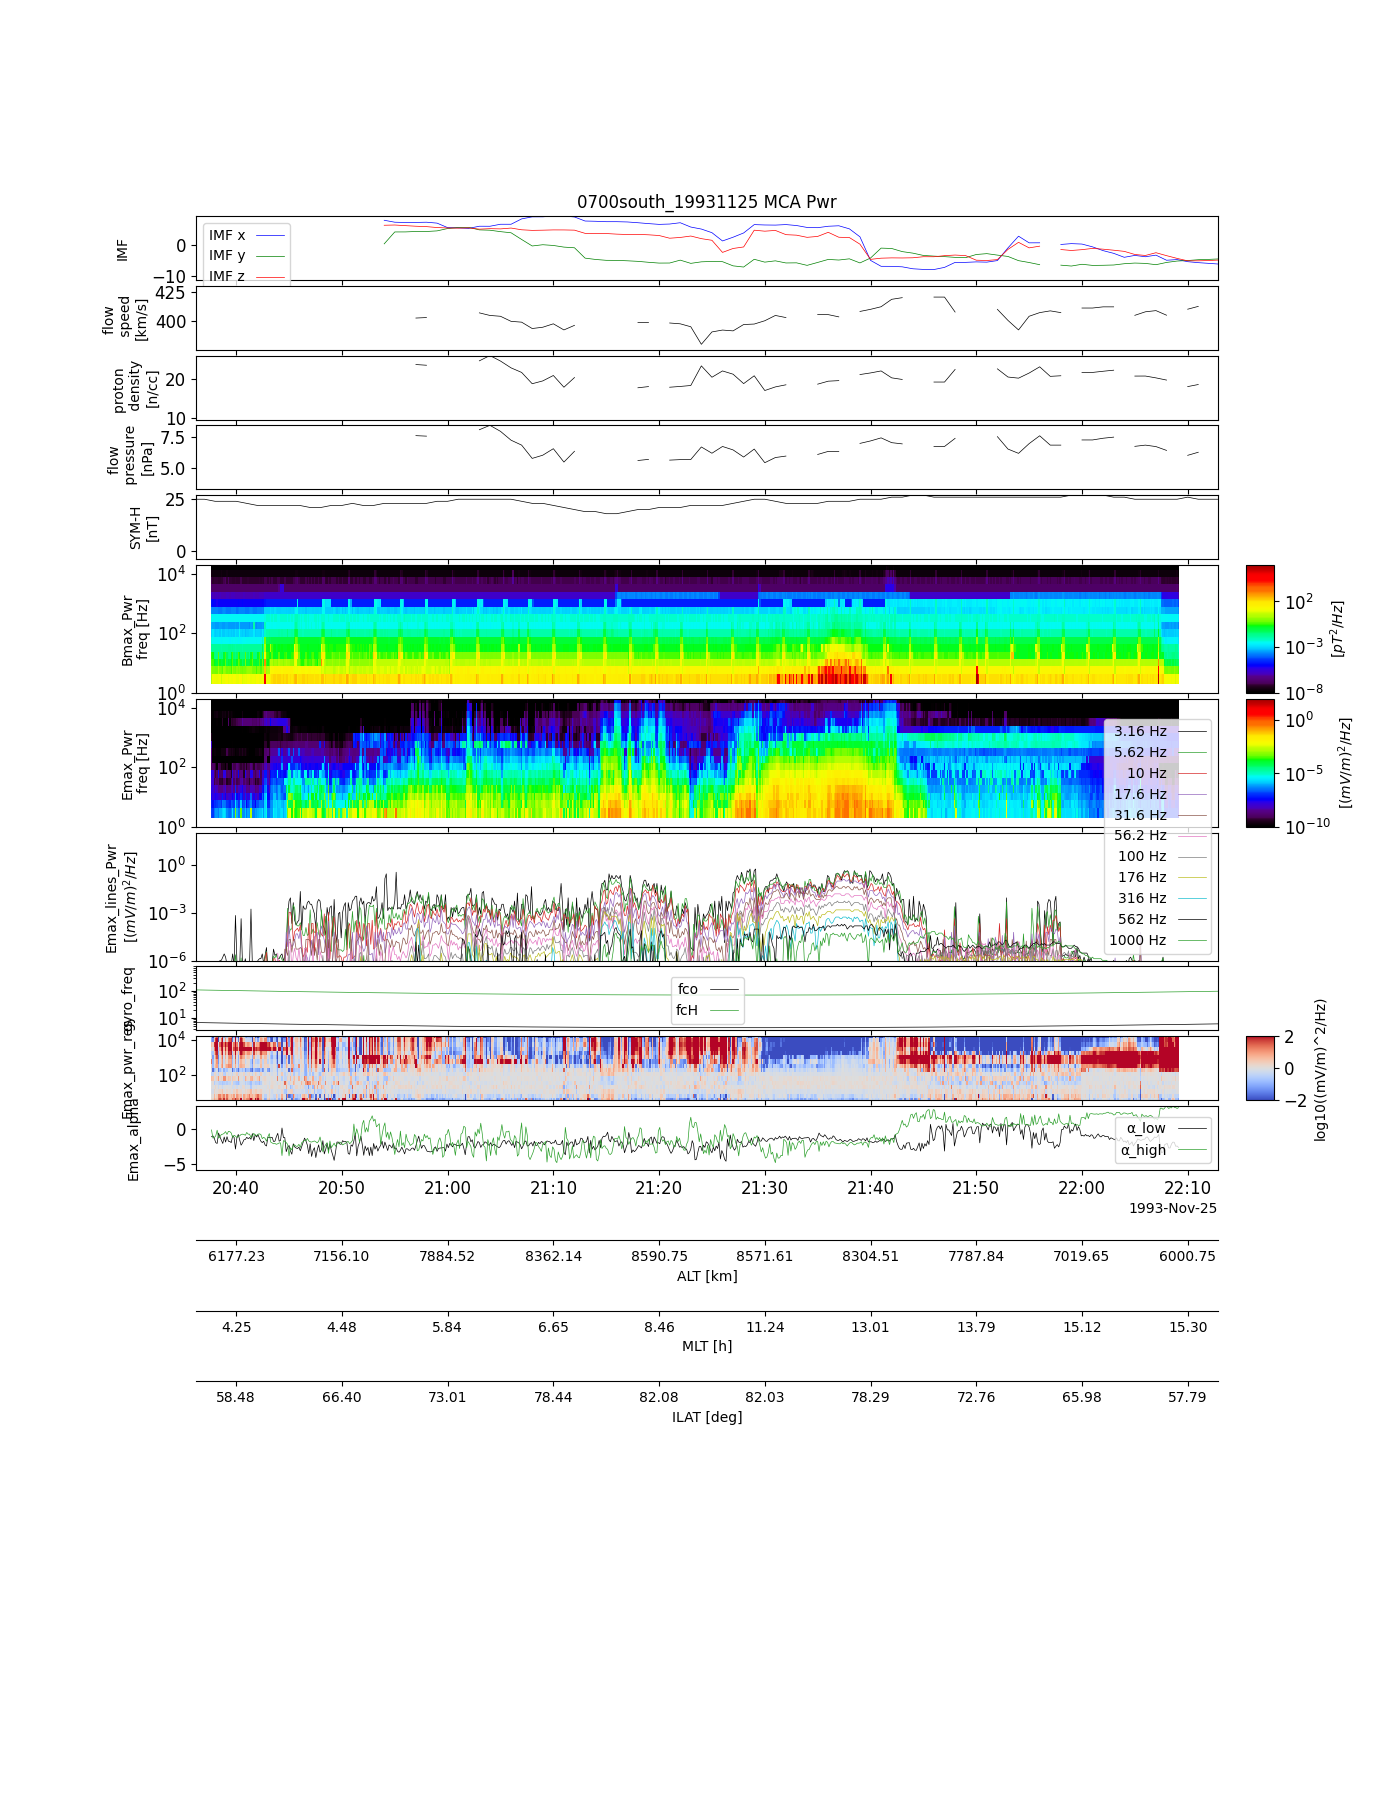 0700south_19931125 MCA Pwr
IMF
0
−10
IMF x
IMF y
IMF z
flow
speed
[km/s]
425
400
proton
density
[n/cc]
20
10
flow
pressure
[nPa]
7.5
5.0
SYM-H
[nT]
25
0
Bmax_Pwr
freq [Hz]
10^4
10^2
10^0
10^2
10^−3
10^−8
[pT^2/Hz]
Emax_Pwr
freq [Hz]
10^4
10^2
10^0
10^0
10^−5
10^−10
[(mV/m)^2/Hz]
3.16 Hz
5.62 Hz
10 Hz
17.6 Hz
31.6 Hz
56.2 Hz
100 Hz
176 Hz
316 Hz
562 Hz
1000 Hz
Emax_lines_Pwr
[(mV/m)^2/Hz]
10^0
10^−3
10^−6
gyro_freq
10^2
10^1
fco
fcH
10^4
10^2
2
0
−2
log10((mV/m)^2/Hz)
Emax_alpha
0
−5
α_low
α_high
20:40 20:50 21:00 21:10 21:20 21:30 21:40 21:50 22:00 22:10
1993-Nov-25
6177.23 7156.10 7884.52 8362.14 8590.75 8571.61 8304.51 7787.84 7019.65 6000.75
ALT [km]
4.25 4.48 5.84 6.65 8.46 11.24 13.01 13.79 15.12 15.30
MLT [h]
58.48 66.40 73.01 78.44 82.08 82.03 78.29 72.76 65.98 57.79
ILAT [deg]